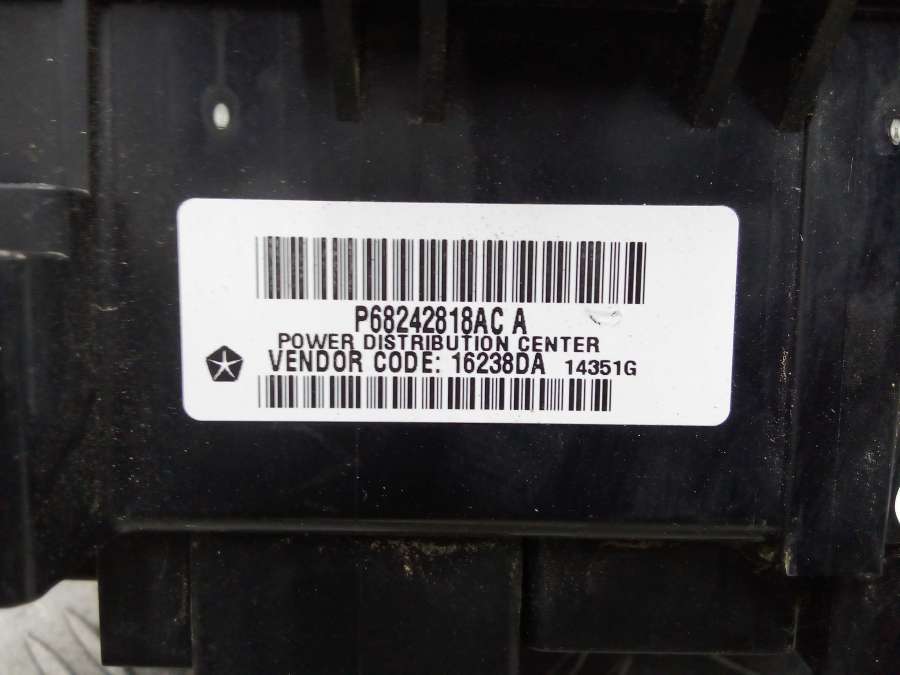 P68242818AC A
POWER DISTRIBUTION CENTER
VENDOR CODE: 16238DA 14351G